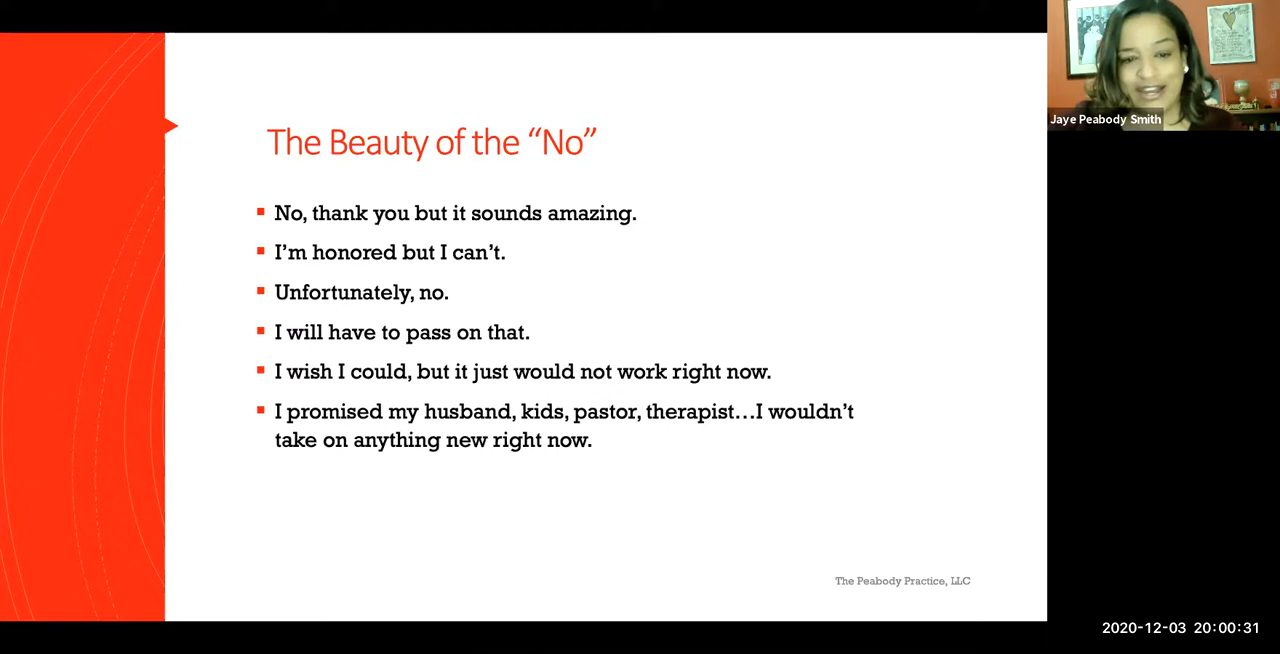 Jaye Peabody Smith
The Beauty of the “No”
▪ No, thank you but it sounds amazing.
▪ I’m honored but I can’t.
▪ Unfortunately, no.
▪ I will have to pass on that.
▪ I wish I could, but it just would not work right now.
▪ I promised my husband, kids, pastor, therapist…I wouldn’t
take on anything new right now.
The Peabody Practice, LLC
2020-12-03 20:00:31